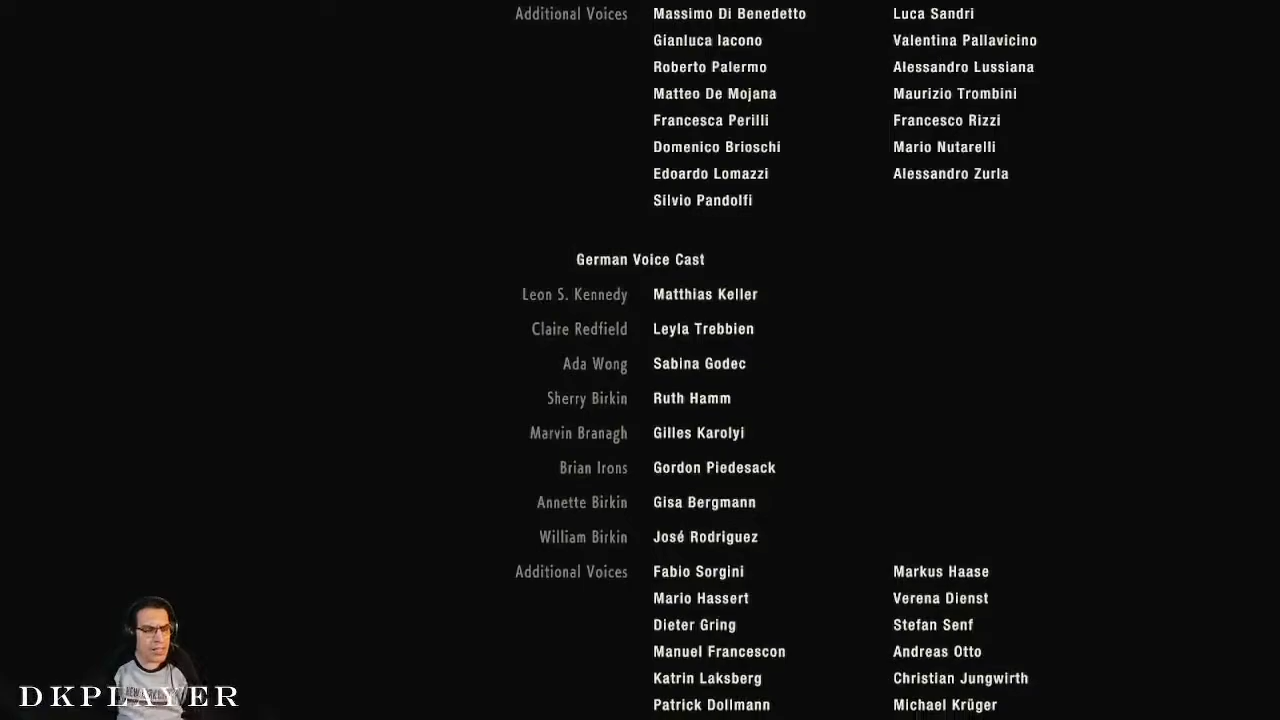 Additional Voices Massimo Di Benedetto Luca Sandri
Gianluca Iacono Valentina Pallavicino
Roberto Palermo Alessandro Lussiana
Matteo De Mojana Maurizio Trombini
Francesca Perilli Francesco Rizzi
Domenico Brioschi Mario Nutarelli
Edoardo Lomazzi Alessandro Zurla
Silvio Pandolfi
German Voice Cast
Leon S. Kennedy Matthias Keller
Claire Redfield Leyla Trebbien
Ada Wong Sabina Godec
Sherry Birkin Ruth Hamm
Marvin Branagh Gilles Karolyi
Brian Irons Gordon Piedesack
Annette Birkin Gisa Bergmann
William Birkin José Rodriguez
Additional Voices Fabio Sorgini Markus Haase
Mario Hassert Verena Dienst
Dieter Gring Stefan Senf
Manuel Francescon Andreas Otto
Katrin Laksberg Christian Jungwirth
Patrick Dollmann Michael Krüger
DKPLAYER